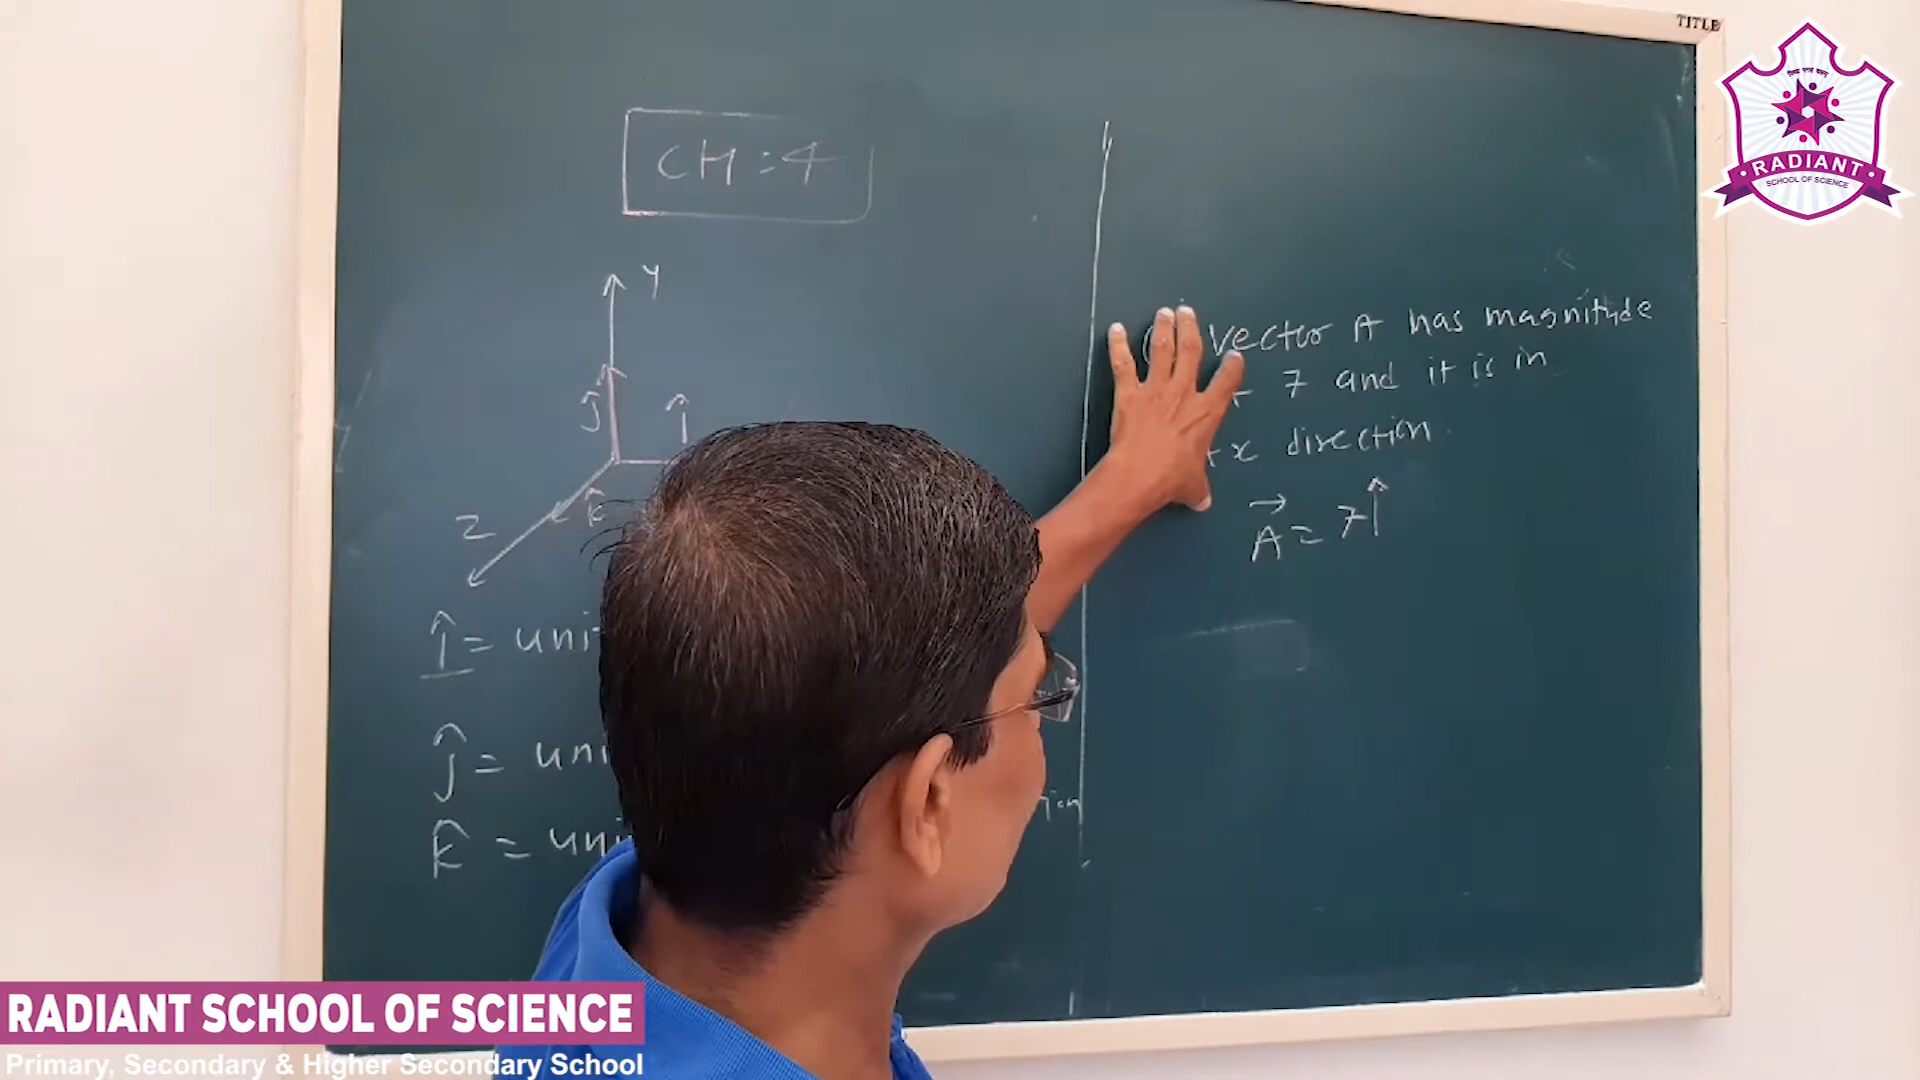 TITLE
RADIANT
SCHOOL OF SCIENCE
CH = 4
Y
ĵ
î
k̂
Z
î = uni
ĵ = uni
k̂ = uni
Vector A has magnitude
7 and it is in
+x direction.
A⃗ = 7î
RADIANT SCHOOL OF SCIENCE
Primary, Secondary & Higher Secondary School